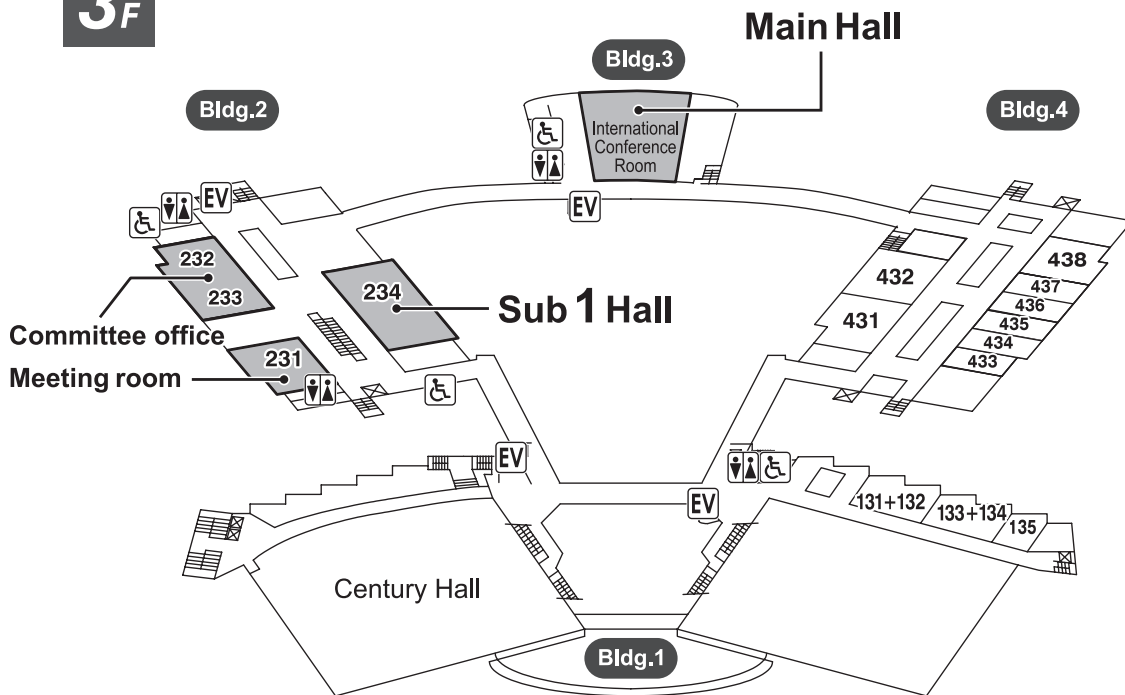 3F
Main Hall
Bldg.3
Bldg.2
Bldg.4
International
Conference
Room
EV
EV
232
233
234
Sub 1 Hall
Committee office
231
Meeting room
438
437
436
435
434
433
432
431
EV
EV
131+132
133+134
135
Century Hall
Bldg.1